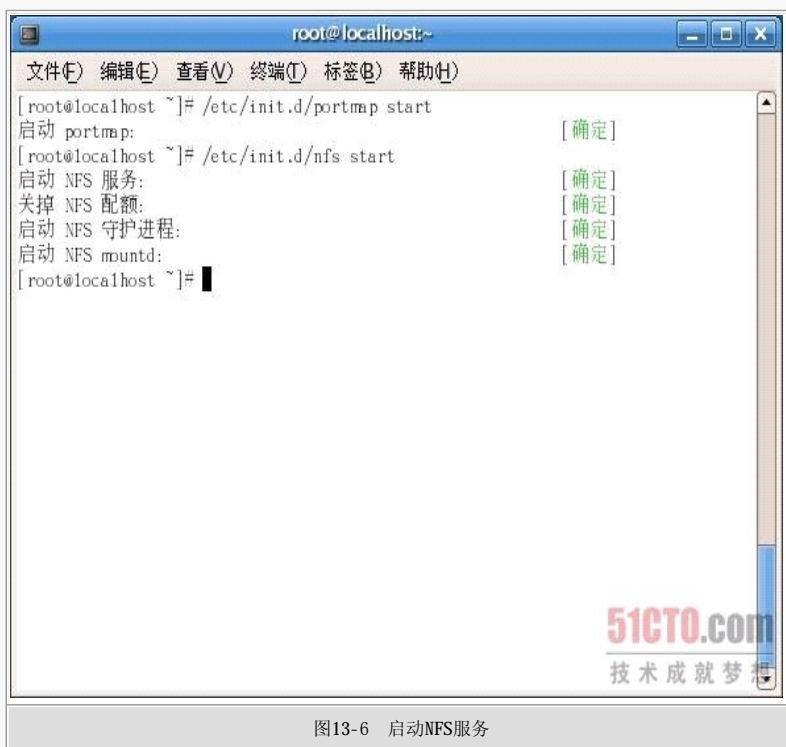 root@localhost:~
文件(F) 编辑(E) 查看(V) 终端(T) 标签(B) 帮助(H)
[root@localhost ~]# /etc/init.d/portmap start
启动 portmap: [确定]
[root@localhost ~]# /etc/init.d/nfs start
启动 NFS 服务: [确定]
关掉 NFS 配额: [确定]
启动 NFS 守护进程: [确定]
启动 NFS mountd: [确定]
[root@localhost ~]#
51CTO.com
技术成就梦想
图13-6 启动NFS服务